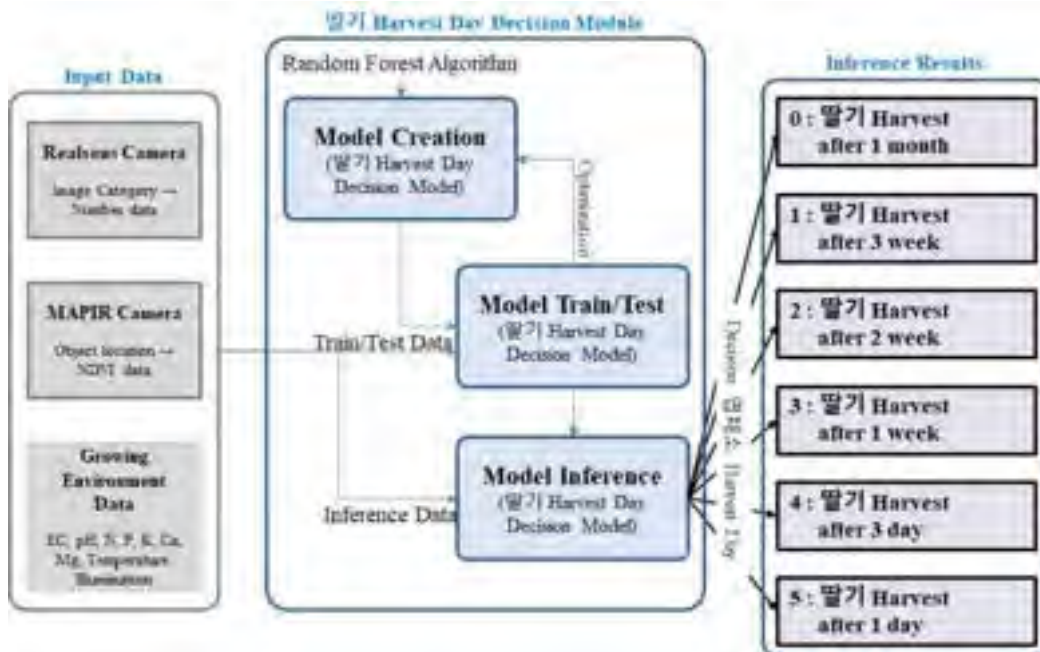 딸기 Harvest Day Decision Module
Input Data
Realsens Camera
Image Category →
Number data
MAPIR Camera
Object location →
NDVI data
Growing
Environment
Data
EC, pH, N, P, K, Ca,
Mg, Temperature
Illumination
Random Forest Algorithm
Model Creation
(딸기 Harvest Day
Decision Model)
Optimization
Model Train/Test
(딸기 Harvest Day
Decision Model)
Train/Test Data
Model Inference
(딸기 Harvest Day
Decision Model)
Inference Data
Decision Harvest Day
Inference Results
0 : 딸기 Harvest
after 1 month
1 : 딸기 Harvest
after 3 week
2 : 딸기 Harvest
after 2 week
3 : 딸기 Harvest
after 1 week
4 : 딸기 Harvest
after 3 day
5 : 딸기 Harvest
after 1 day